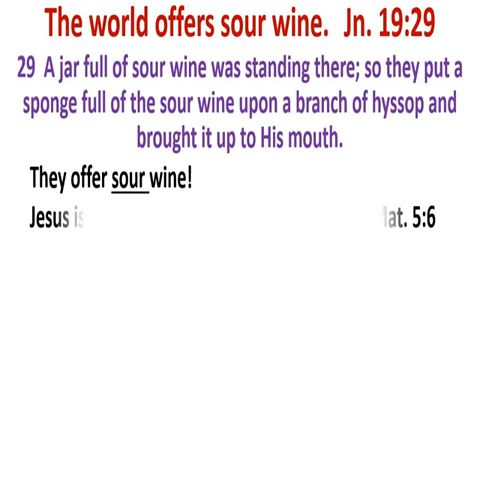 The world offers sour wine. Jn. 19:29
29 A jar full of sour wine was standing there; so they put a
sponge full of the sour wine upon a branch of hyssop and
brought it up to His mouth.
They offer sour wine!
Jesus is Mat. 5:6